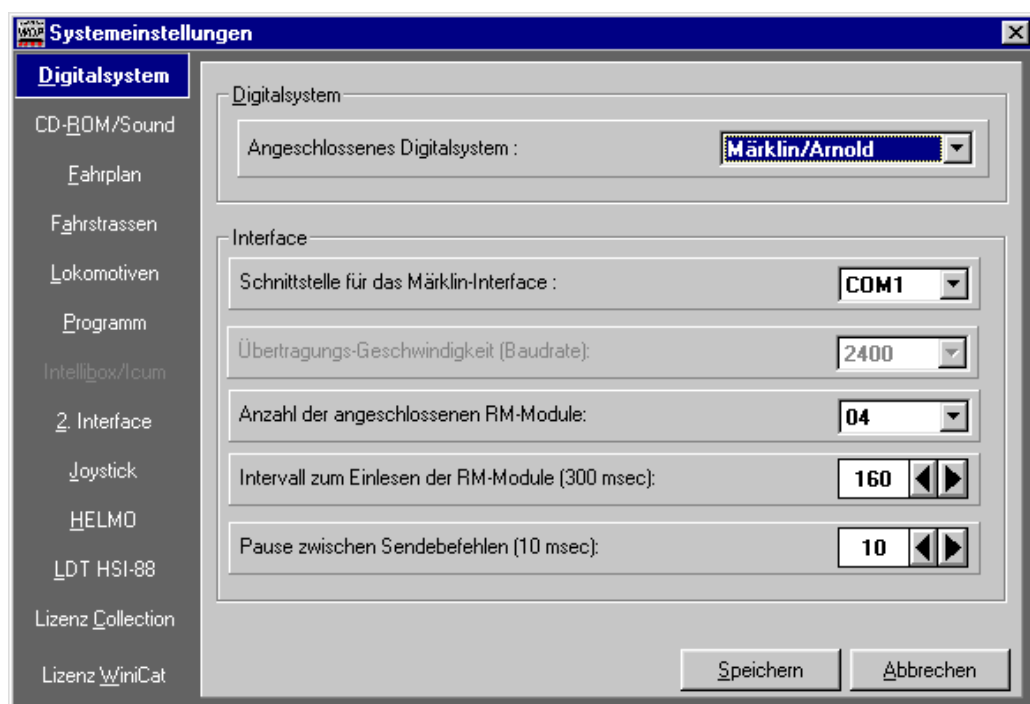 Systemeinstellungen
Digitalsystem
CD-ROM/Sound
Fahrplan
Fahrstrassen
Lokomotiven
Programm
Intellibox/Icum
2. Interface
Joystick
HELMO
LDT HSI-88
Lizenz Collection
Lizenz WiniCat
Digitalsystem
Angeschlossenes Digitalsystem : Märklin/Arnold
Interface
Schnittstelle für das Märklin-Interface : COM1
Übertragungs-Geschwindigkeit (Baudrate): 2400
Anzahl der angeschlossenen RM-Module: 04
Intervall zum Einlesen der RM-Module (300 msec): 160
Pause zwischen Sendebefehlen (10 msec): 10
Speichern Abbrechen